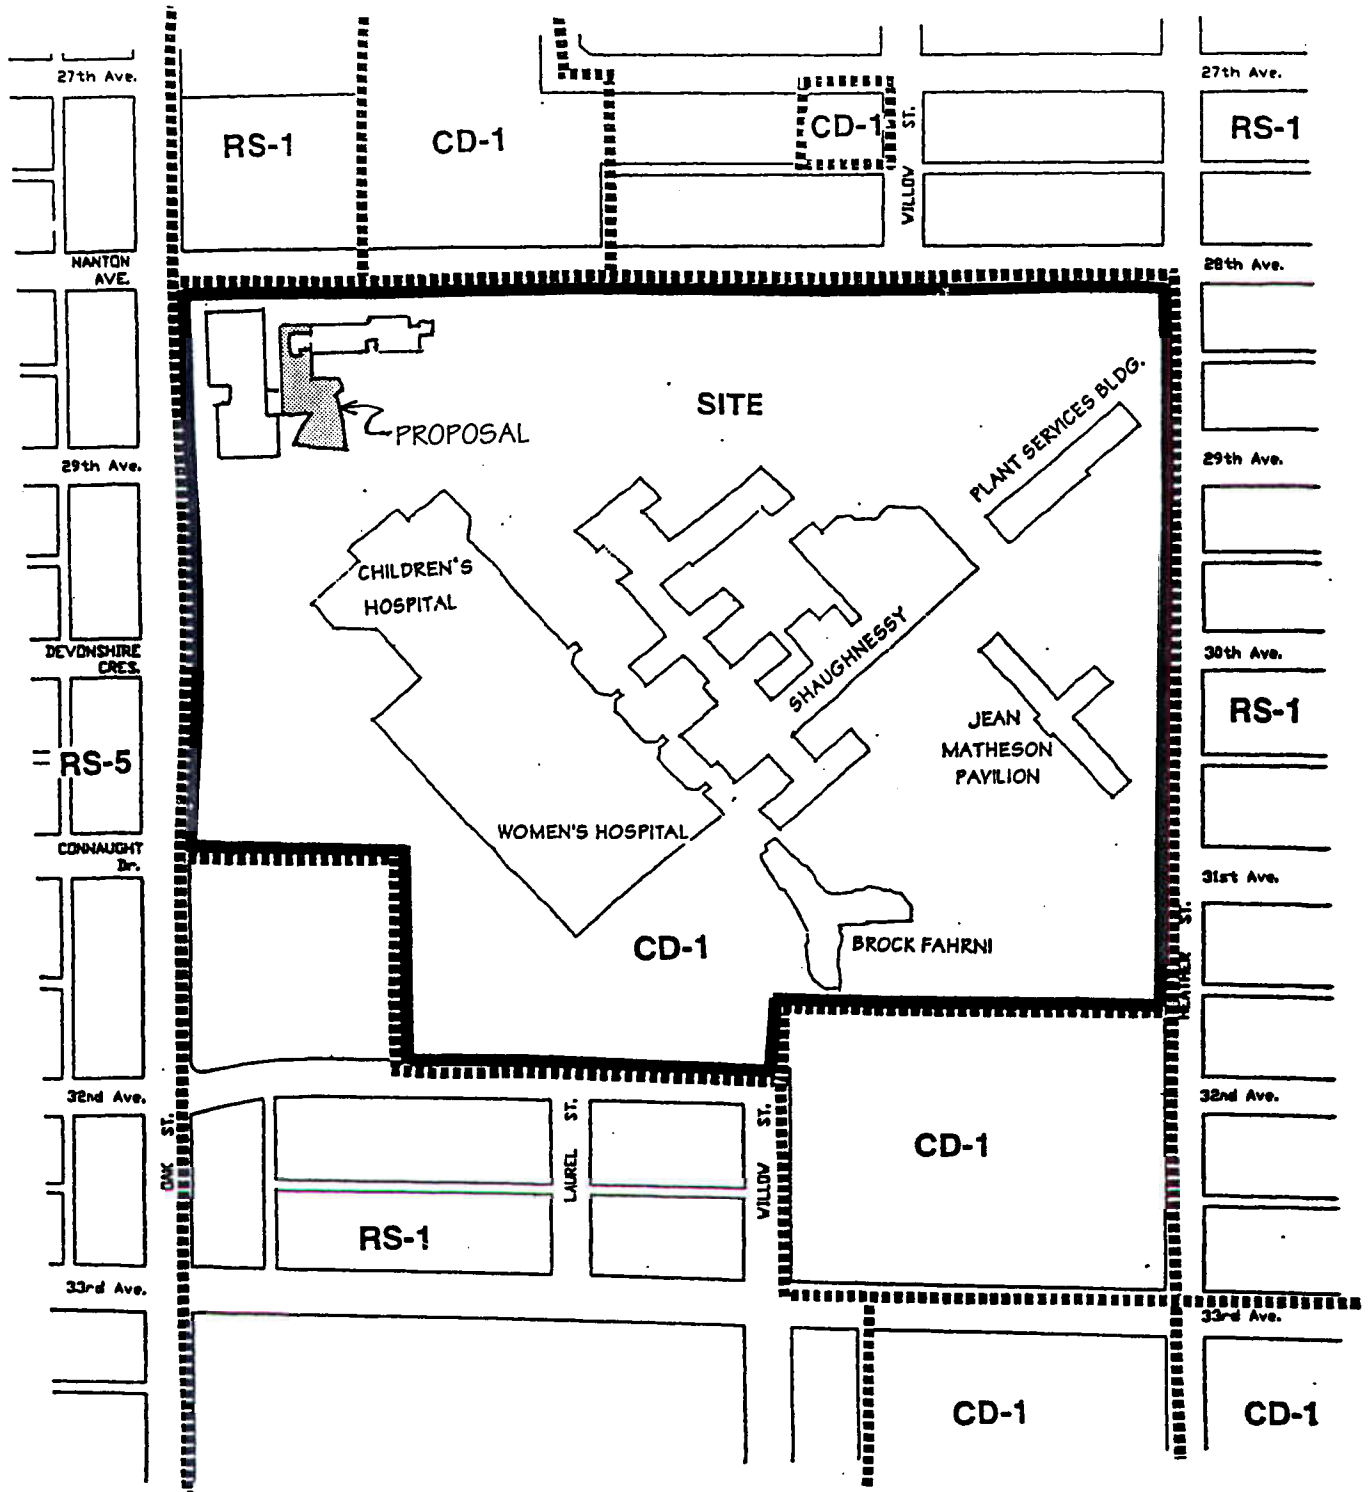 27th Ave.
27th Ave.
RS-1
CD-1
CD-1
WILLOW ST.
RS-1
NANTON
AVE.
28th Ave.
SITE
PROPOSAL
PLANT SERVICES BLDG.
29th Ave.
29th Ave.
CHILDREN'S
HOSPITAL
SHAUGHNESSY
DEVONSHIRE
CRES.
30th Ave.
JEAN
MATHESON
PAVILION
RS-1
RS-5
WOMEN'S HOSPITAL
CONNAUGHT
Dr.
31st Ave.
CD-1
BROCK FAHRNI
HEATHER ST.
32nd Ave.
32nd Ave.
OAK ST.
LAUREL ST.
WILLOW ST.
CD-1
RS-1
33rd Ave.
33rd Ave.
CD-1
CD-1